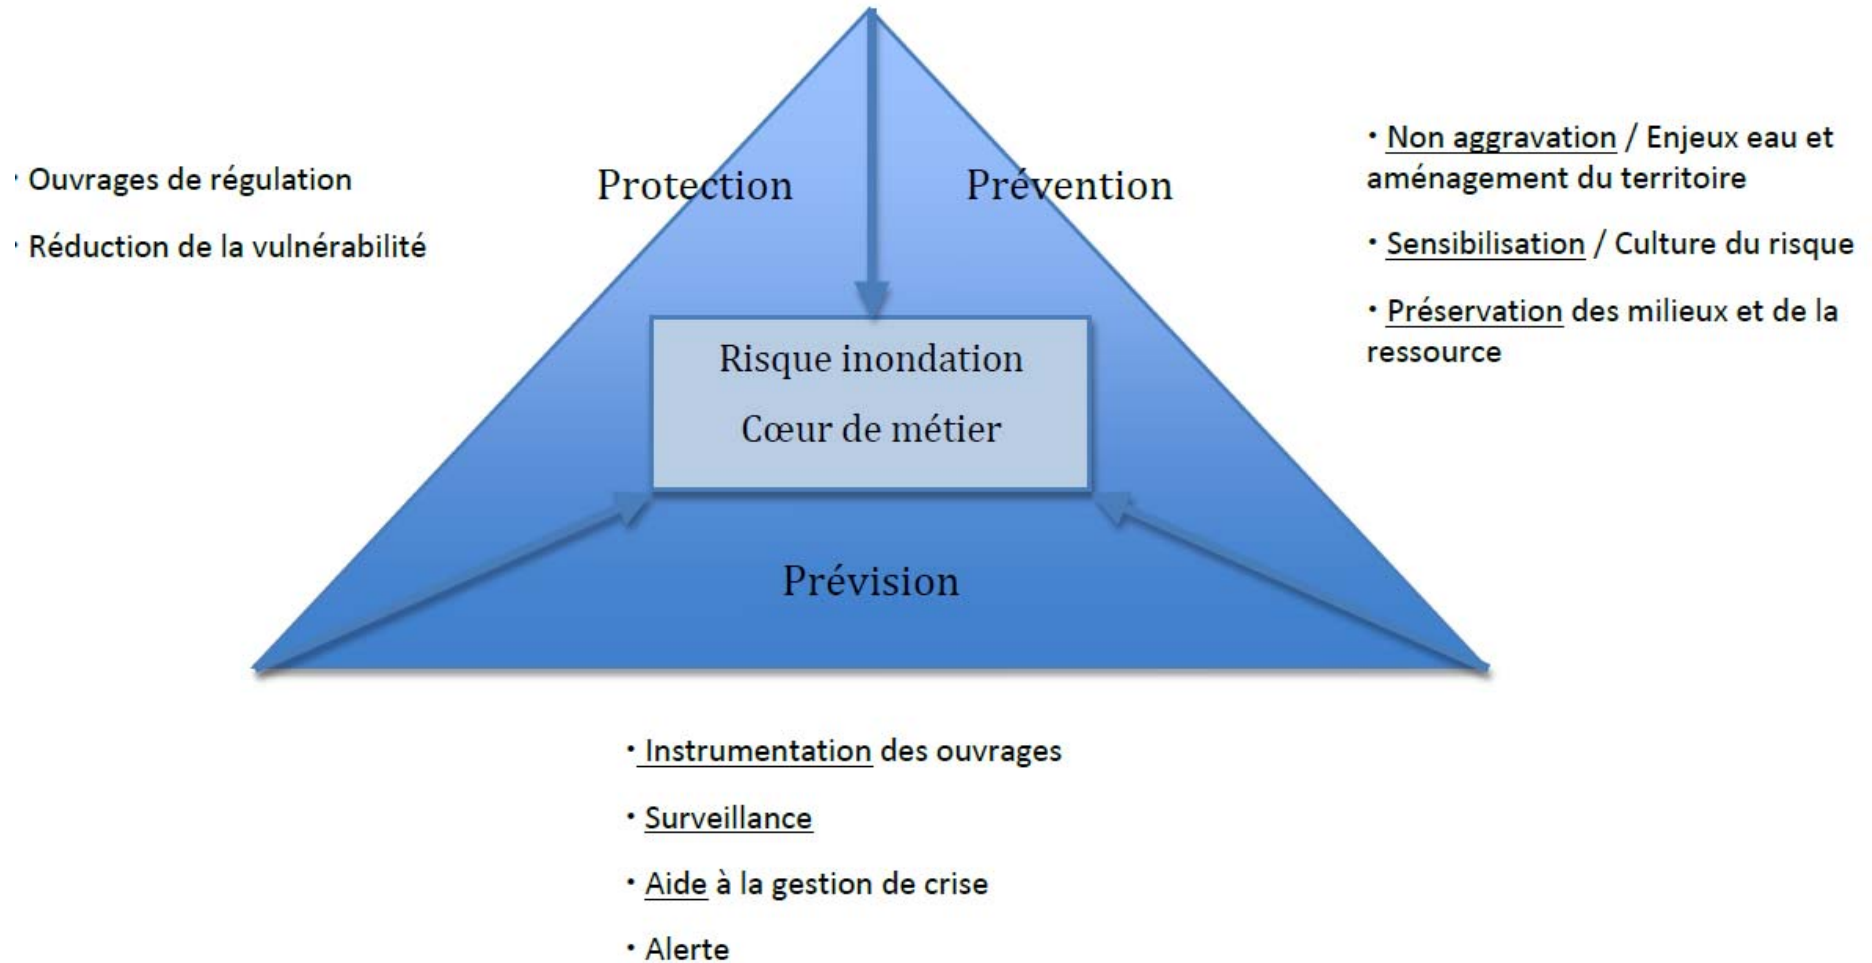 · Ouvrages de régulation
· Réduction de la vulnérabilité
Protection
Prévention
· Non aggravation / Enjeux eau et
aménagement du territoire
· Sensibilisation / Culture du risque
· Préservation des milieux et de la
ressource
Risque inondation
Cœur de métier
Prévision
· Instrumentation des ouvrages
· Surveillance
· Aide à la gestion de crise
· Alerte